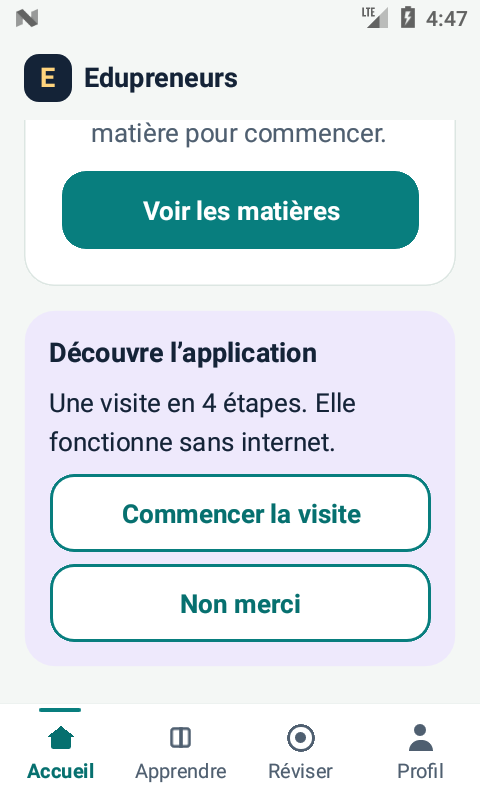 LTE
4:47
E
Edupreneurs
matière pour commencer.
Voir les matières
Découvre l’application
Une visite en 4 étapes. Elle
fonctionne sans internet.
Commencer la visite
Non merci
Accueil
Apprendre
Réviser
Profil